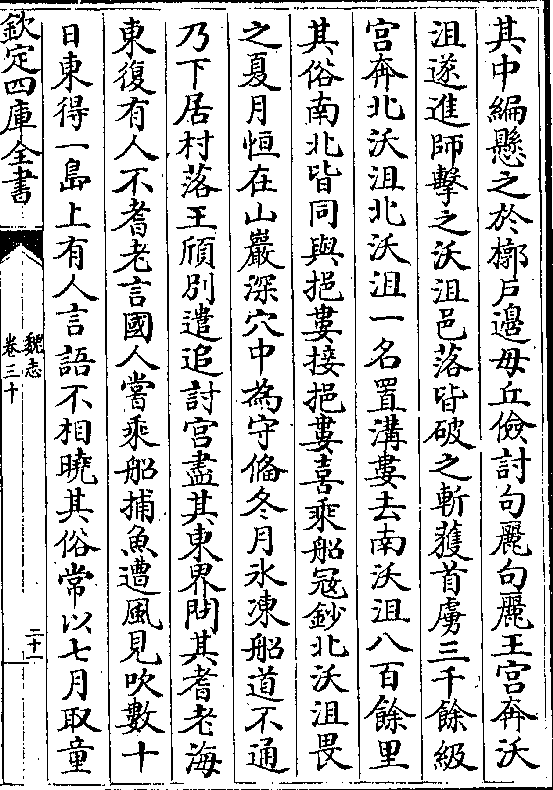 其中編懸之於槨戶邊毋丘儉討句麗句麗王宮奔沃
沮遂進師擊之沃沮邑落皆破之斬獲首虜三千餘級
宮奔北沃沮北沃沮一名置溝婁去南沃沮八百餘里
其俗南北皆同與挹婁接挹婁喜乘船冦鈔北沃沮畏
之夏月恒在山巖深穴中為守備冬月氷凍船道不通
乃下居村落王頎別遣追討宮盡其東界問其耆老海
東復有人不耆老言國人嘗乘船捕魚遭風見吹數十
日東得一島上有人言語不相曉其俗常以七月取童
欽定四庫全書
魏志
卷三十
二十一